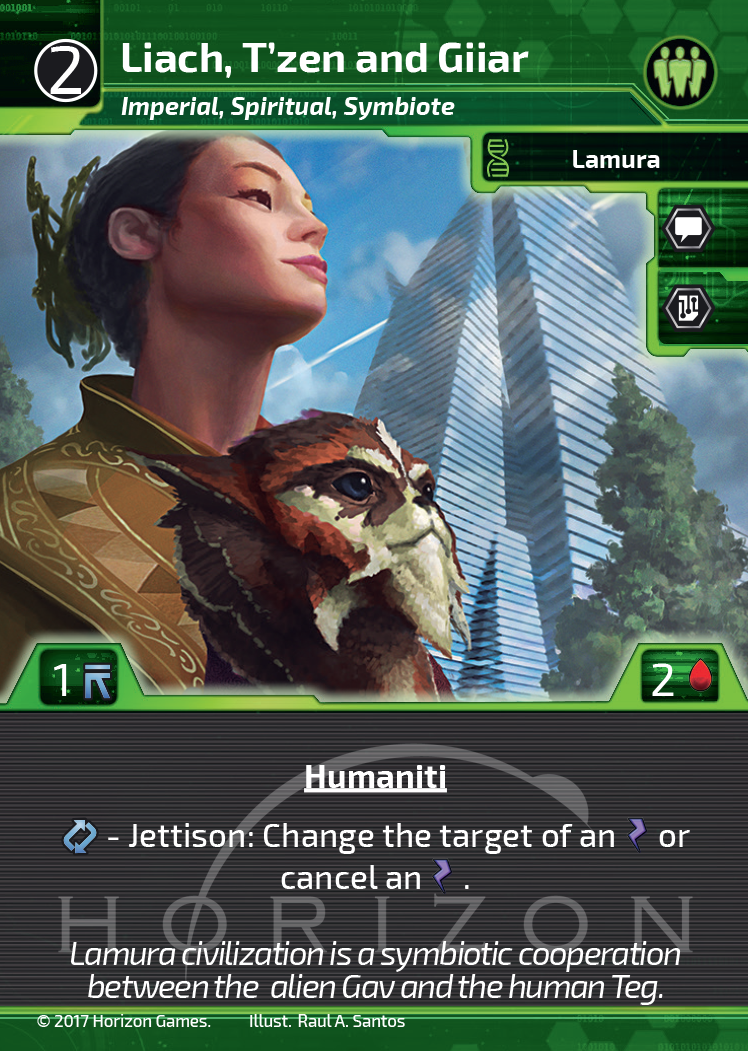 2
Liach, T'zen and Giiar
Imperial, Spiritual, Symbiote
Lamura
1
2
Humaniti
- Jettison: Change the target of an or
cancel an .
HORIZON
Lamura civilization is a symbiotic cooperation
between the alien Gav and the human Teg.
© 2017 Horizon Games. Illust. Raul A. Santos